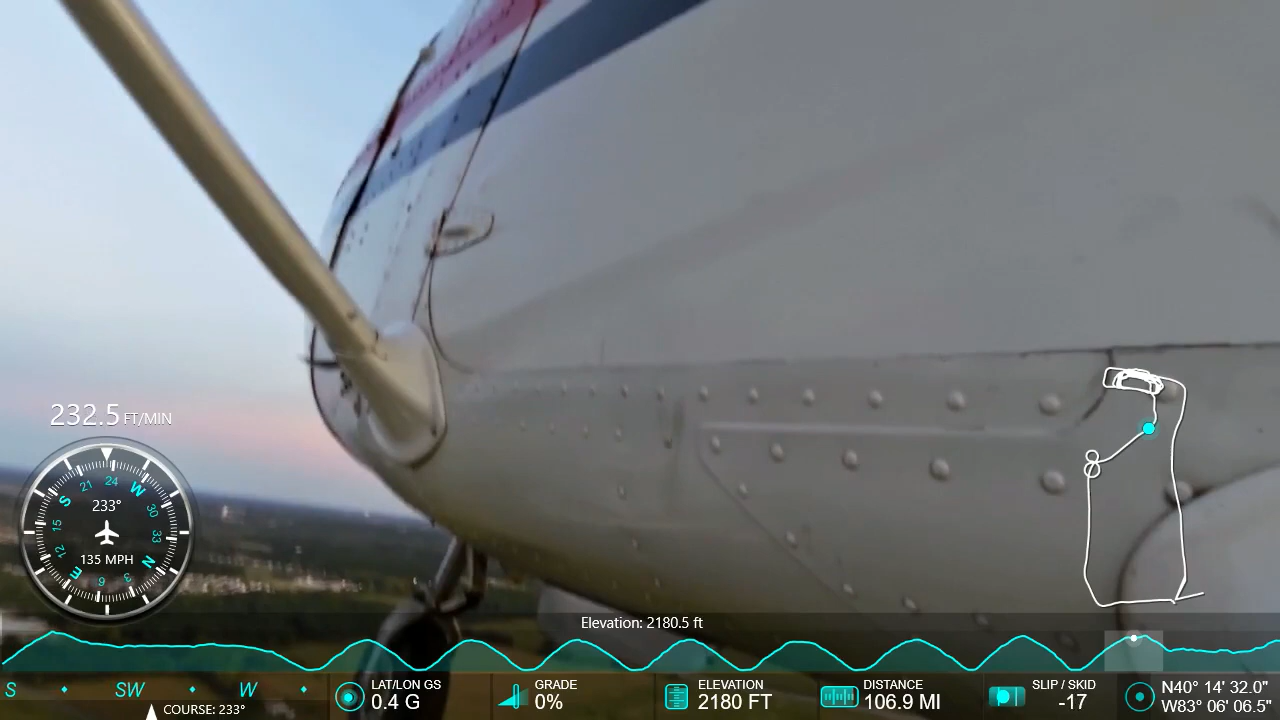 232.5 FT/MIN
21 24 W
S 30
233°
15 33
135 MPH
12 N
E 6 3
Elevation: 2180.5 ft
S SW W
COURSE: 233°
LAT/LON GS
0.4 G
GRADE
0%
ELEVATION
2180 FT
DISTANCE
106.9 MI
SLIP / SKID
-17
N40° 14' 32.0"
W83° 06' 06.5"